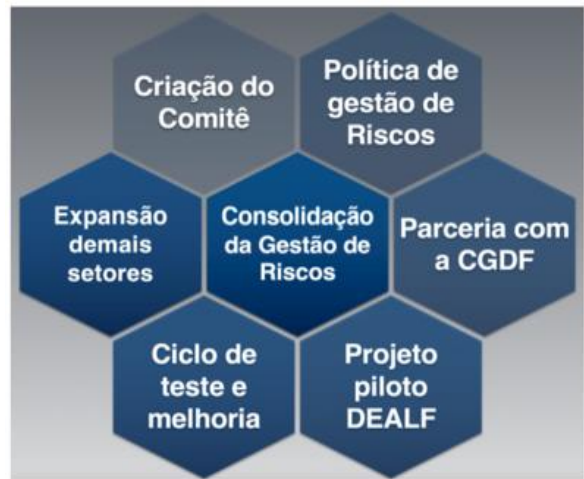 Criação do
Comitê
Política de
gestão de
Riscos
Expansão
demais
setores
Consolidação
da Gestão de
Riscos
Parceria com
a CGDF
Ciclo de
teste e
melhoria
Projeto
piloto
DEALF